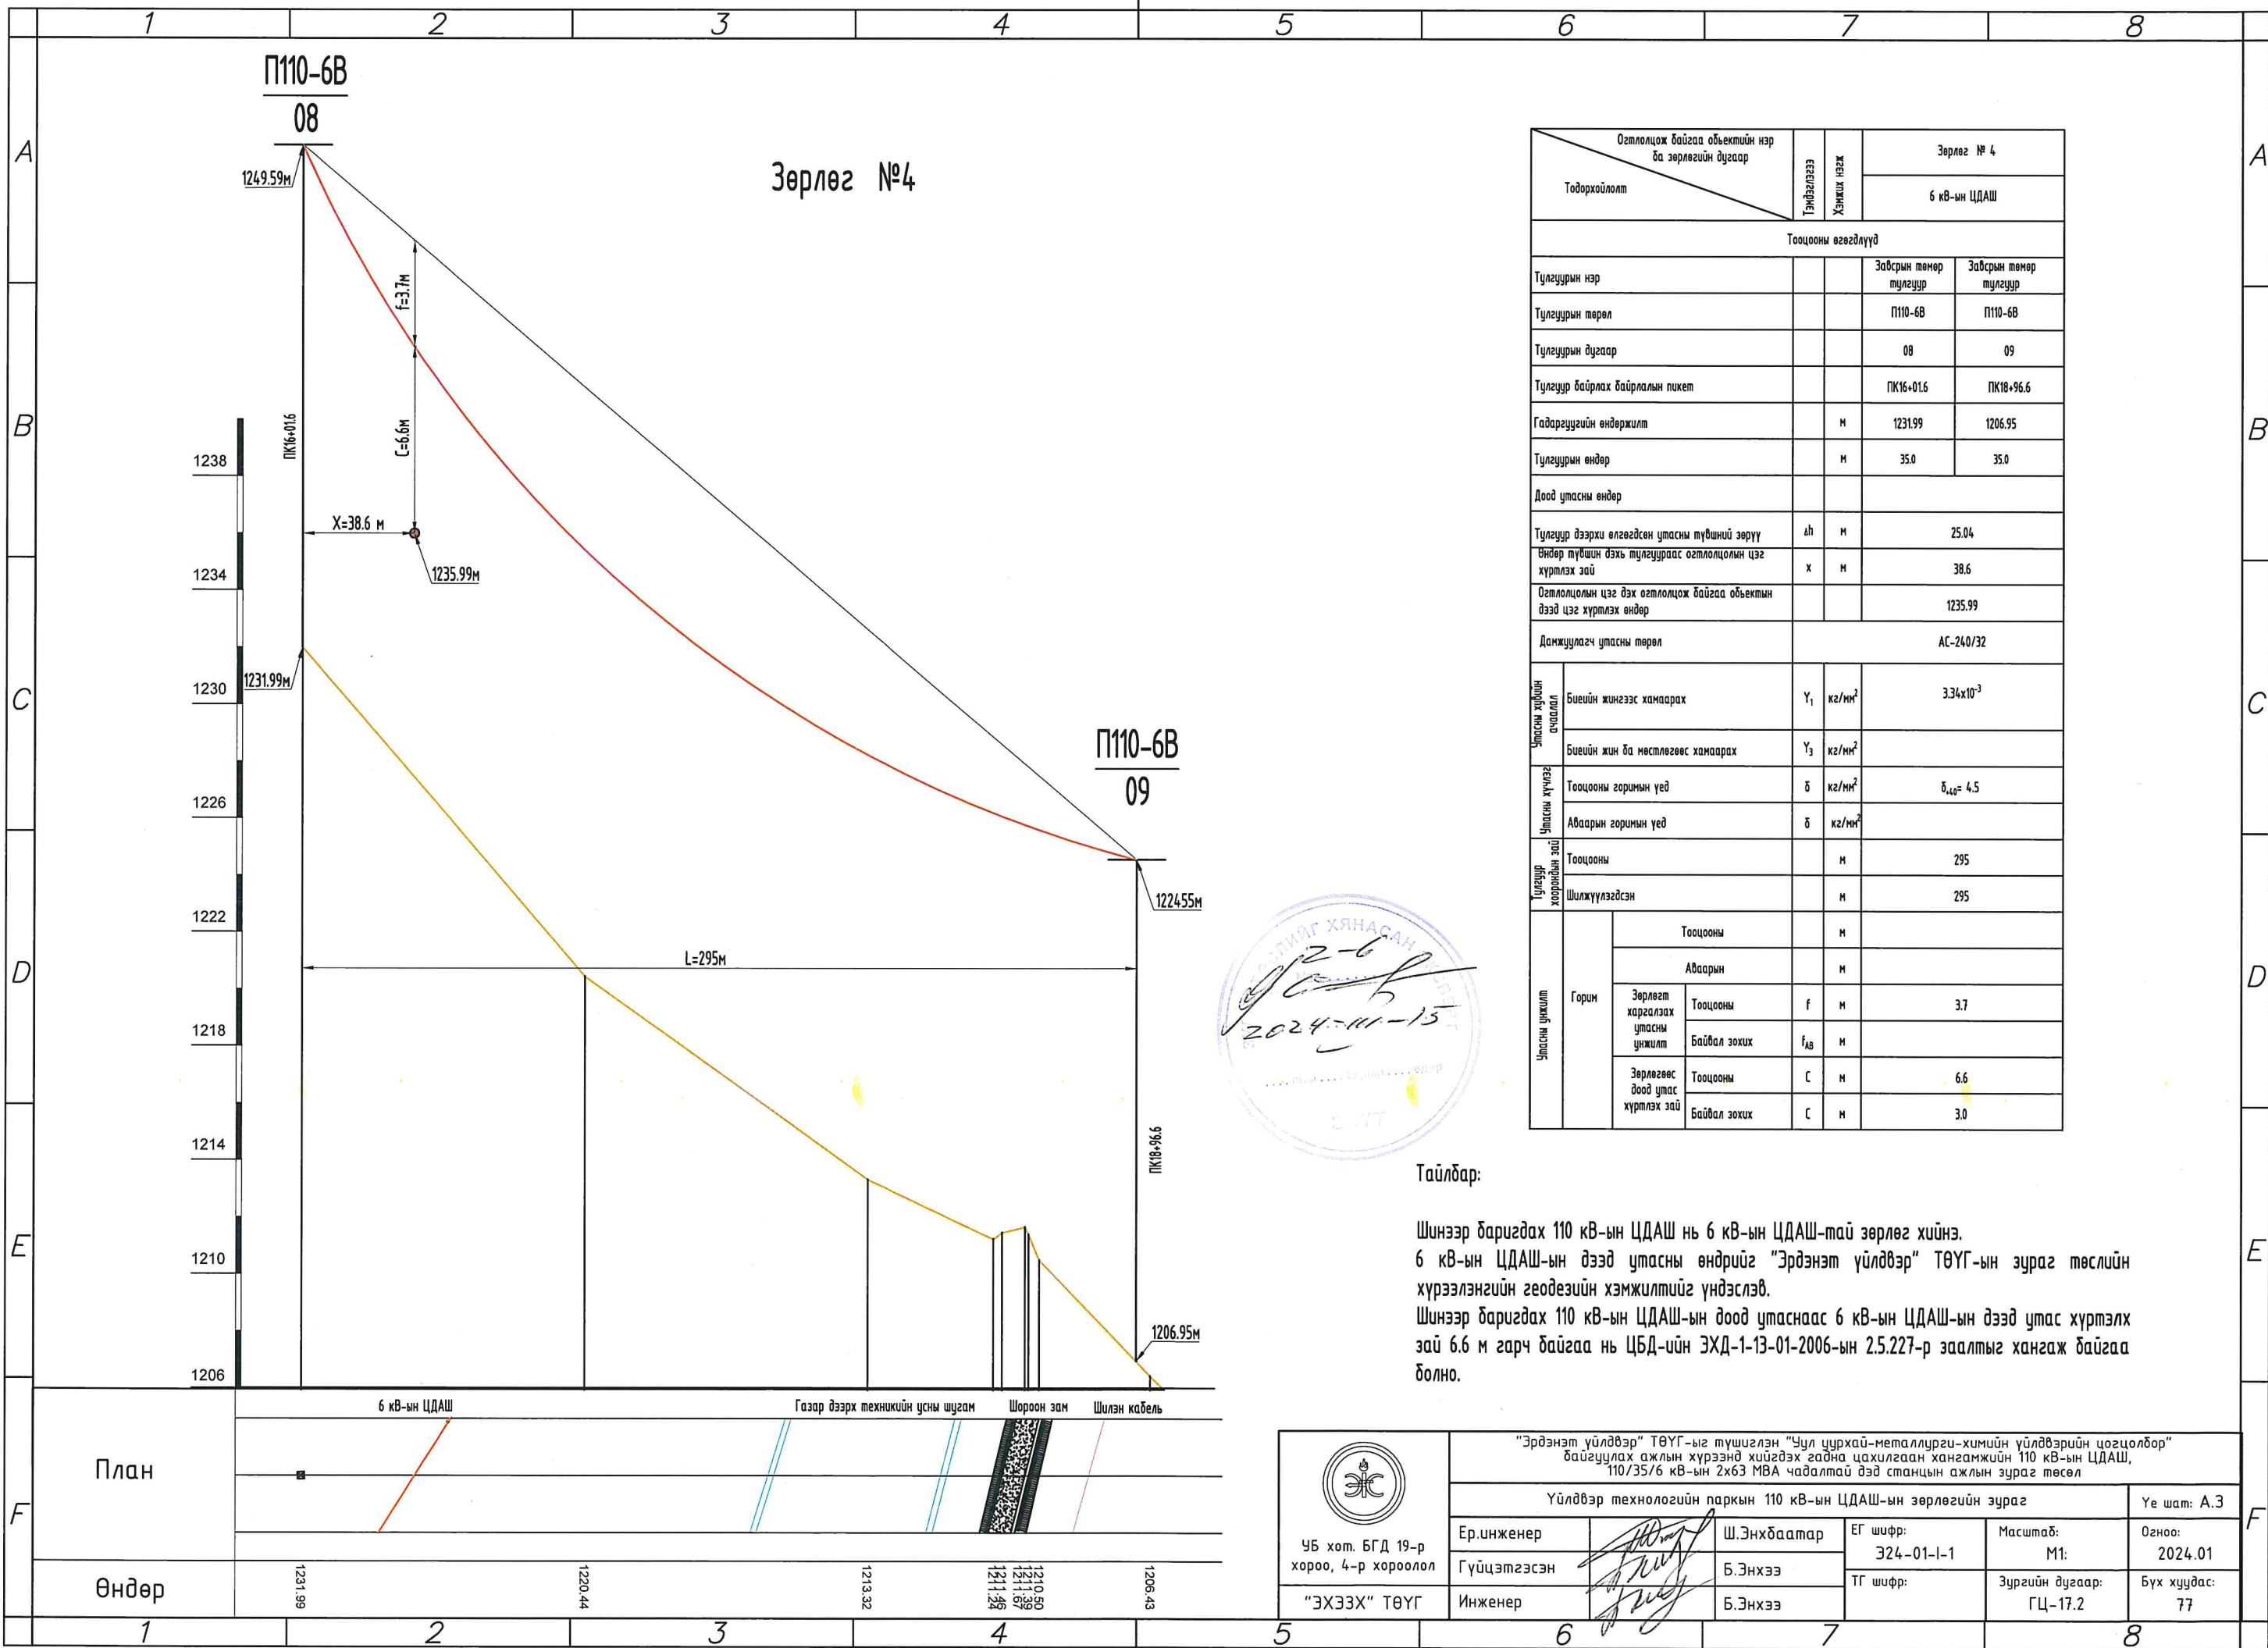 1 2 3 4 5 6 7 8
A
B
C
D
E
F
П110-6В
08
1249.59м
Зөрлөг №4
f=3.7м
C=6.6м
ПК16+01.6
X=38.6 м
1235.99м
1231.99м
1238
1234
1230
1226
1222
1218
1214
1210
1206
П110-6В
09
122455м
L=295м
ПК18+96.6
1206.95м
План
6 кВ-ын ЦДАШ
Газар дээрх техникийн усны шугам
Шороон зам
Шилэн кабель
Өндөр
1231.99
1220.44
1213.32
1211.24
1211.46
1211.67
1211.39
1210.50
1206.43
Огтлолцож байгаа объектийн нэр
ба зөрлөгийн дугаар
Тодорхойлолт
Тэмдэглэгээ
Хэмжих нэгж
Зөрлөг № 4
6 кВ-ын ЦДАШ
Тооцооны өгөгдлүүд
Тулгуурын нэр Завсрын төмөр тулгуур Завсрын төмөр тулгуур
Тулгуурын төрөл П110-6В П110-6В
Тулгуурын дугаар 08 09
Тулгуур байрлах байрлалын пикет ПК16+01.6 ПК18+96.6
Гадаргуугийн өндөржилт м 1231.99 1206.95
Тулгуурын өндөр м 35.0 35.0
Доод утасны өндөр
Тулгуур дээрхи өлгөгдсөн утасны түвшний зөрүү Δh м 25.04
Өндөр түвшин дэхь тулгуураас огтлолцолын цэг
хүртлэх зай x м 38.6
Огтлолцолын цэг дэх огтлолцож байгаа объектын
дээд цэг хүртлэх өндөр 1235.99
Дамжуулагч утасны төрөл АС-240/32
Утасны хувийн ачаалал
Биеийн жингээс хамаарах Y₁ кг/мм² 3.34x10⁻³
Биеийн жин ба мөстлөгөөс хамаарах Y₃ кг/мм²
Утасны хүчлэг
Тооцооны горимын үед δ кг/мм² δ₊₄₀= 4.5
Аваарын горимын үед δ кг/мм²
Тулгуур хоорондын зай
Тооцооны м 295
Шилжүүлэгдсэн м 295
Утасны унжилт
Горим
Тооцооны м
Аваарын м
Зөрлөгт харгалзах утасны унжилт
Тооцооны f м 3.7
Байвал зохих fАВ м
Зөрлөгөөс доод утас хүртлэх зай
Тооцооны C м 6.6
Байвал зохих C м 3.0
ХЯНАСАН
2-6
2024-III-15
Тайлбар:
Шинээр баригдах 110 кВ-ын ЦДАШ нь 6 кВ-ын ЦДАШ-тай зөрлөг хийнэ.
6 кВ-ын ЦДАШ-ын дээд утасны өндрийг "Эрдэнэт үйлдвэр" ТӨҮГ-ын зураг төслийн
хүрээлэнгийн геодезийн хэмжилтийг үндэслэв.
Шинээр баригдах 110 кВ-ын ЦДАШ-ын доод утаснаас 6 кВ-ын ЦДАШ-ын дээд утас хүртэлх
зай 6.6 м гарч байгаа нь ЦБД-ийн ЭХД-1-13-01-2006-ын 2.5.227-р заалтыг хангаж байгаа
болно.
"Эрдэнэт үйлдвэр" ТӨҮГ-ыг түшиглэн "Уул уурхай-металлурги-химийн үйлдвэрийн цогцолбор"
байгуулах ажлын хүрээнд хийгдэх гадна цахилгаан хангамжийн 110 кВ-ын ЦДАШ,
110/35/6 кВ-ын 2х63 МВА чадалтай дэд станцын ажлын зураг төсөл
Үйлдвэр технологийн паркын 110 кВ-ын ЦДАШ-ын зөрлөгийн зураг
Үе шат: А.З
УБ хот. БГД 19-р
хороо, 4-р хороолол
"ЭХЭЗХ" ТӨҮГ
Ер.инженер Ш.Энхбаатар
Гүйцэтгэсэн Б.Энхээ
Инженер Б.Энхээ
ЕГ шифр:
Э24-01-I-1
ТГ шифр:
Масштаб:
М1:
Огноо:
2024.01
Зургийн дугаар:
ГЦ-17.2
Бүх хуудас:
77
1 2 3 4 5 6 7 8